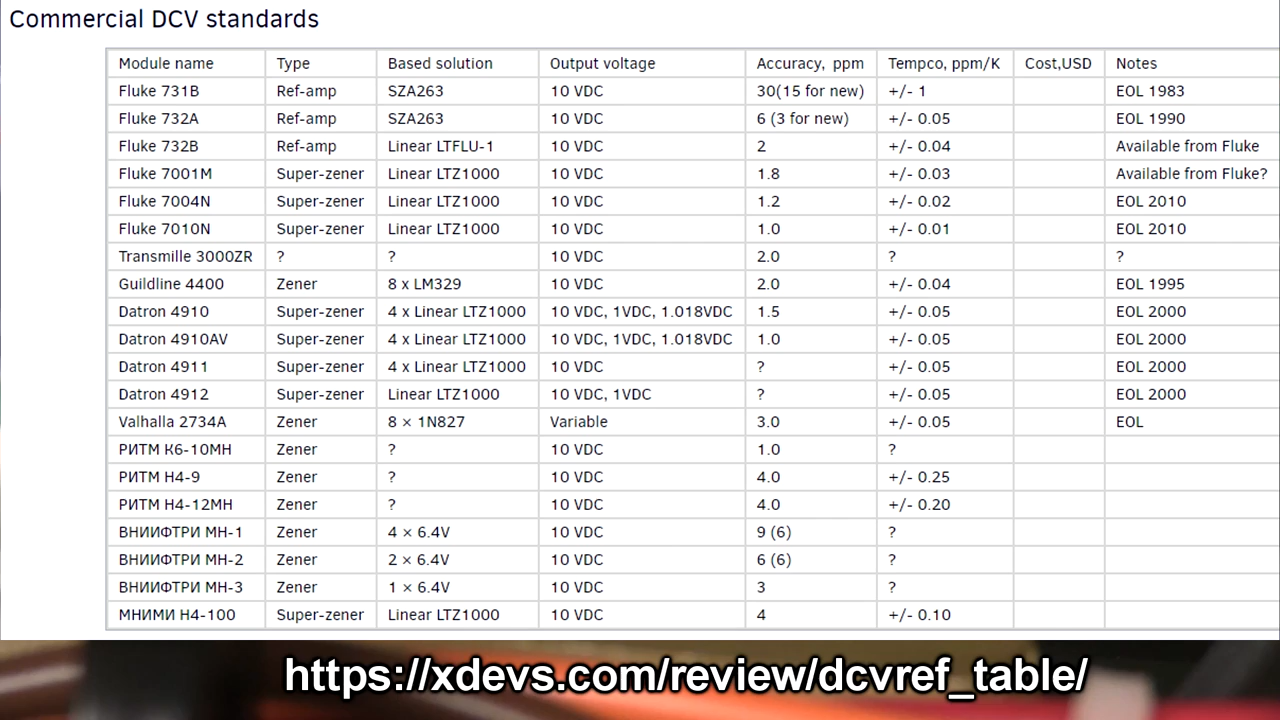 Commercial DCV standards
Module name Type Based solution Output voltage Accuracy, ppm Tempco, ppm/K Cost,USD Notes
Fluke 731B Ref-amp SZA263 10 VDC 30(15 for new) +/- 1 EOL 1983
Fluke 732A Ref-amp SZA263 10 VDC 6 (3 for new) +/- 0.05 EOL 1990
Fluke 732B Ref-amp Linear LTFLU-1 10 VDC 2 +/- 0.04 Available from Fluke
Fluke 7001M Super-zener Linear LTZ1000 10 VDC 1.8 +/- 0.03 Available from Fluke?
Fluke 7004N Super-zener Linear LTZ1000 10 VDC 1.2 +/- 0.02 EOL 2010
Fluke 7010N Super-zener Linear LTZ1000 10 VDC 1.0 +/- 0.01 EOL 2010
Transmille 3000ZR ? ? 10 VDC 2.0 ? ?
Guildline 4400 Zener 8 x LM329 10 VDC 2.0 +/- 0.04 EOL 1995
Datron 4910 Super-zener 4 x Linear LTZ1000 10 VDC, 1VDC, 1.018VDC 1.5 +/- 0.05 EOL 2000
Datron 4910AV Super-zener 4 x Linear LTZ1000 10 VDC, 1VDC, 1.018VDC 1.0 +/- 0.05 EOL 2000
Datron 4911 Super-zener 4 x Linear LTZ1000 10 VDC ? +/- 0.05 EOL 2000
Datron 4912 Super-zener Linear LTZ1000 10 VDC, 1VDC ? +/- 0.05 EOL 2000
Valhalla 2734A Zener 8 × 1N827 Variable 3.0 +/- 0.05 EOL
РИТМ К6-10МН Zener ? 10 VDC 1.0 ?
РИТМ Н4-9 Zener ? 10 VDC 4.0 +/- 0.25
РИТМ Н4-12МН Zener ? 10 VDC 4.0 +/- 0.20
ВНИИФТРИ МН-1 Zener 4 × 6.4V 10 VDC 9 (6) ?
ВНИИФТРИ МН-2 Zener 2 × 6.4V 10 VDC 6 (6) ?
ВНИИФТРИ МН-3 Zener 1 × 6.4V 10 VDC 3 ?
МНИМИ Н4-100 Super-zener Linear LTZ1000 10 VDC 4 +/- 0.10
https://xdevs.com/review/dcvref_table/